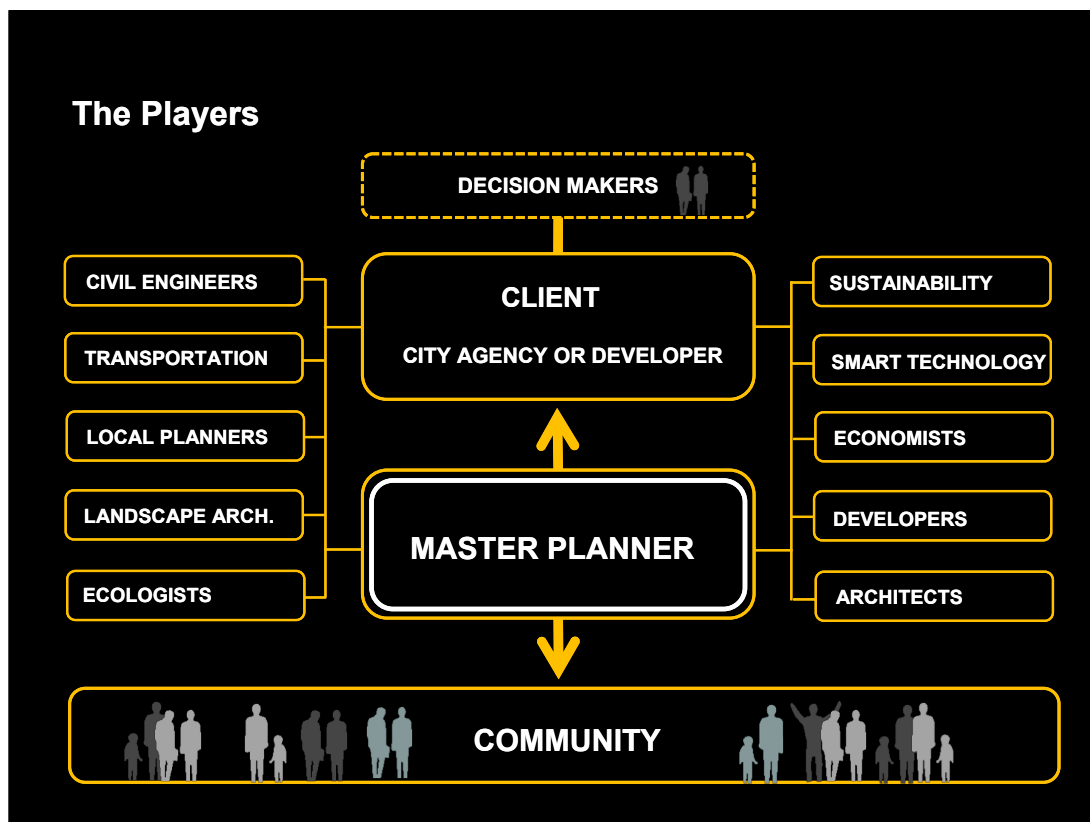 The Players
DECISION MAKERS
CLIENT
CITY AGENCY OR DEVELOPER
CIVIL ENGINEERS
TRANSPORTATION
LOCAL PLANNERS
LANDSCAPE ARCH.
ECOLOGISTS
SUSTAINABILITY
SMART TECHNOLOGY
ECONOMISTS
DEVELOPERS
ARCHITECTS
MASTER PLANNER
COMMUNITY